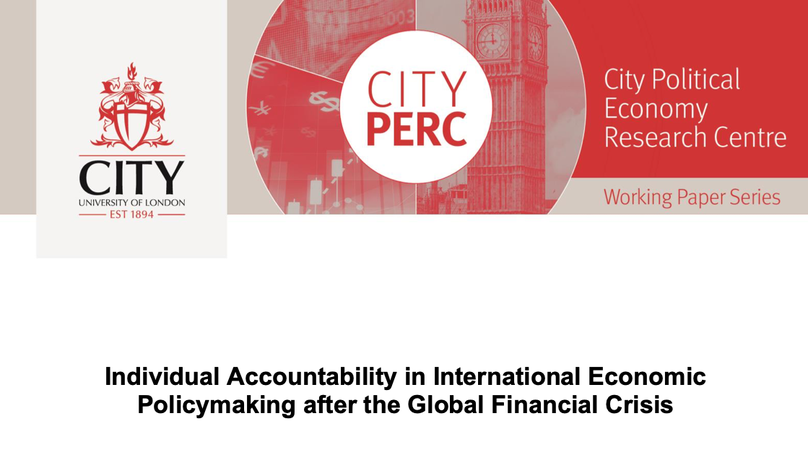 CITY
UNIVERSITY OF LONDON
EST 1894
CITY
PERC
City Political
Economy
Research Centre
Working Paper Series
Individual Accountability in International Economic
Policymaking after the Global Financial Crisis